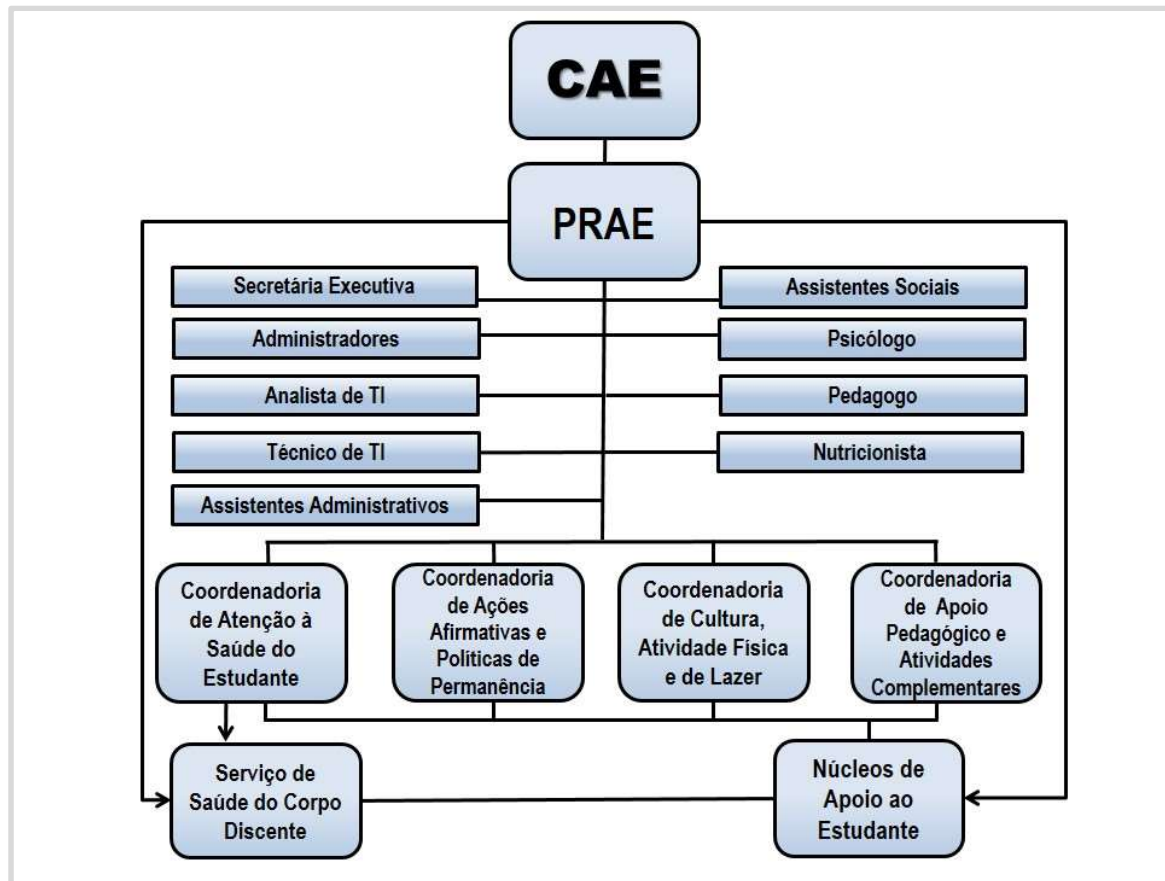 CAE
PRAE
Secretária Executiva
Assistentes Sociais
Administradores
Psicólogo
Analista de TI
Pedagogo
Técnico de TI
Nutricionista
Assistentes Administrativos
Coordenadoria
de Atenção à
Saúde do
Estudante
Coordenadoria
de Ações
Afirmativas e
Políticas de
Permanência
Coordenadoria
de Cultura,
Atividade Física
e de Lazer
Coordenadoria
de Apoio
Pedagógico e
Atividades
Complementares
Serviço de
Saúde do Corpo
Discente
Núcleos de
Apoio ao
Estudante